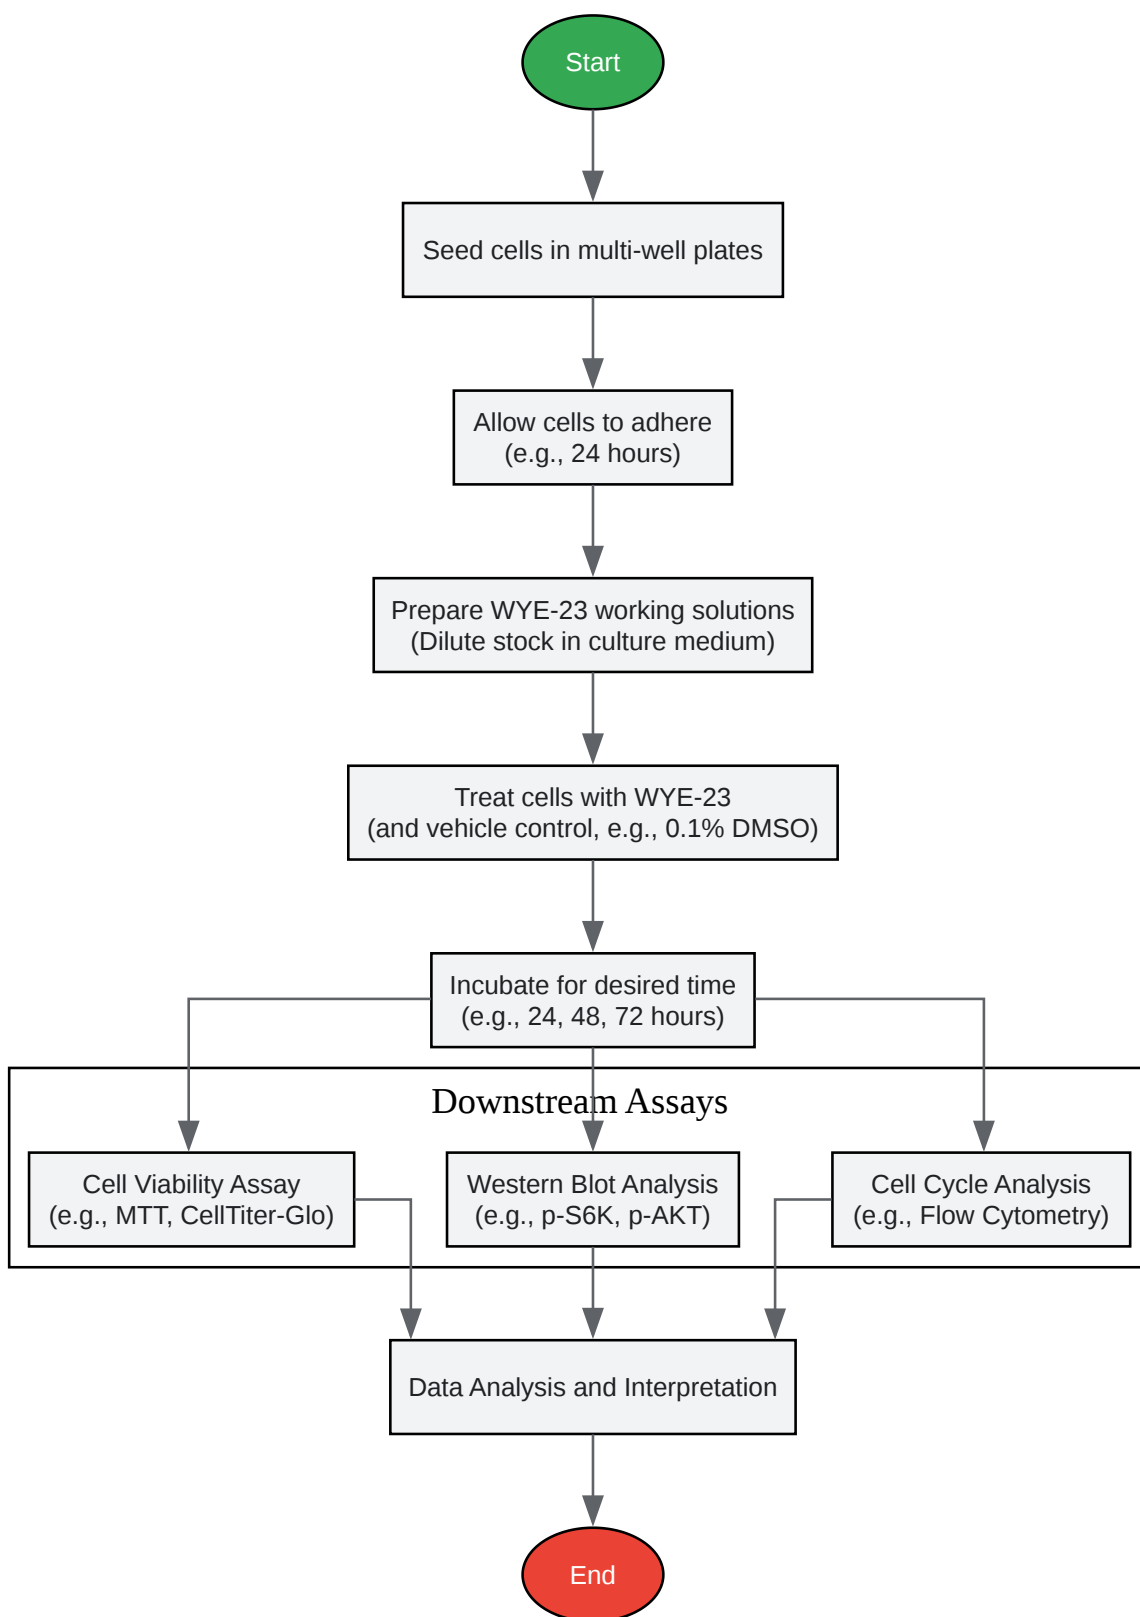 Start
Seed cells in multi-well plates
Allow cells to adhere
(e.g., 24 hours)
Prepare WYE-23 working solutions
(Dilute stock in culture medium)
Treat cells with WYE-23
(and vehicle control, e.g., 0.1% DMSO)
Incubate for desired time
(e.g., 24, 48, 72 hours)
Downstream Assays
Cell Viability Assay
(e.g., MTT, CellTiter-Glo)
Western Blot Analysis
(e.g., p-S6K, p-AKT)
Cell Cycle Analysis
(e.g., Flow Cytometry)
Data Analysis and Interpretation
End